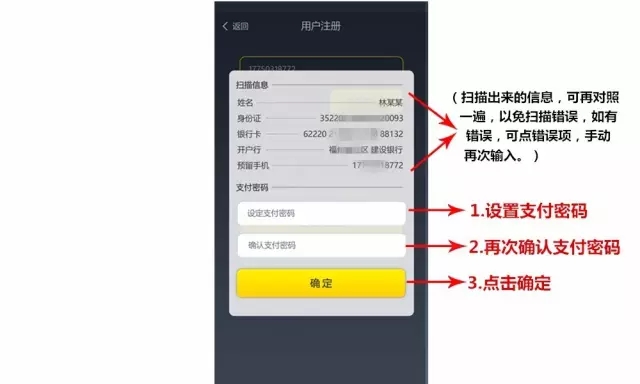 返回
用户注册
17750318772
扫描信息
姓名 林某某
身份证 35220 0093
银行卡 62220 2 88132
开户行 福 区 建设银行
预留手机 17 8772
支付密码
设定支付密码
确认支付密码
确定
（扫描出来的信息，可再对照
一遍，以免扫描错误，如有
错误，可点错误项，手动
再次输入。）
1.设置支付密码
2.再次确认支付密码
3.点击确定